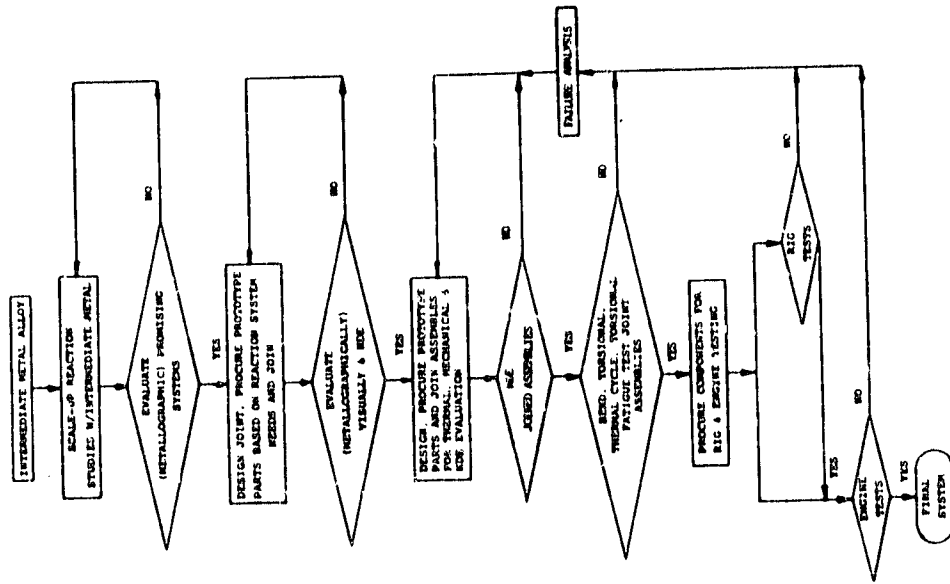 INTERMEDIATE METAL ALLOY
SCALE-UP REACTION
STUDIES W/INTERMEDIATE METAL
EVALUATE
(METALLOGRAPHIC) PROMISING
SYSTEMS
NO
YES
DESIGN JOINT, PROCURE PROTOTYPE
PARTS BASED ON REACTION SYSTEM
NEEDS AND JOIN
EVALUATE
(METALLOGRAPHICALLY)
VISUALLY & NDE
NO
YES
DESIGN, PROCURE PROTOTYPE
PARTS AND JOIN ASSEMBLES
FOR THERMAL, MECHANICAL &
NDE EVALUATION
NDE
JOINED ASSEMBLIES
NO
YES
FAILURE ANALYSIS
BEND, TORSIONAL,
THERMAL CYCLE, TORSIONAL
FATIGUE TEST JOINT
ASSEMBLIES
NO
YES
PROCURE COMPONENTS FOR
RIG & ENGINE TESTING
RIG
TESTS
NO
YES
ENGINE
TESTS
NO
YES
FINAL
SYSTEM